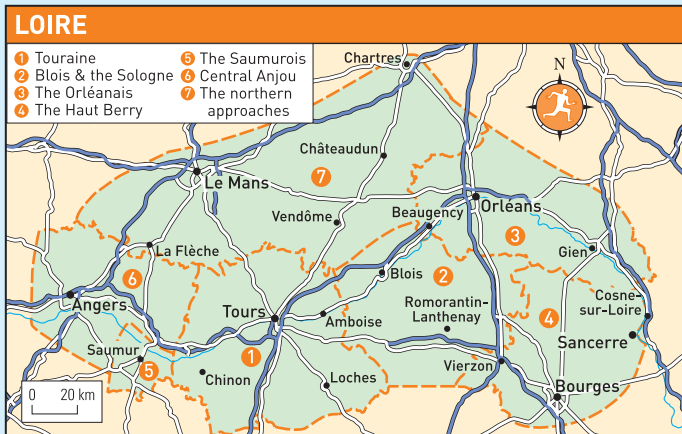 LOIRE
1 Touraine
2 Blois & the Sologne
3 The Orléanais
4 The Haut Berry
5 The Saumurois
6 Central Anjou
7 The northern
approaches
Chartres
N
Châteaudun
7
Le Mans
Vendôme
Beaugency
Orléans
3
La Flèche
Gien
6
Blois
2
Angers
Romorantin-
Lanthenay
Cosne-
sur-Loire
Tours
Amboise
4
Sancerre
Saumur
1
5
Vierzon
Chinon
Loches
Bourges
0 20 km